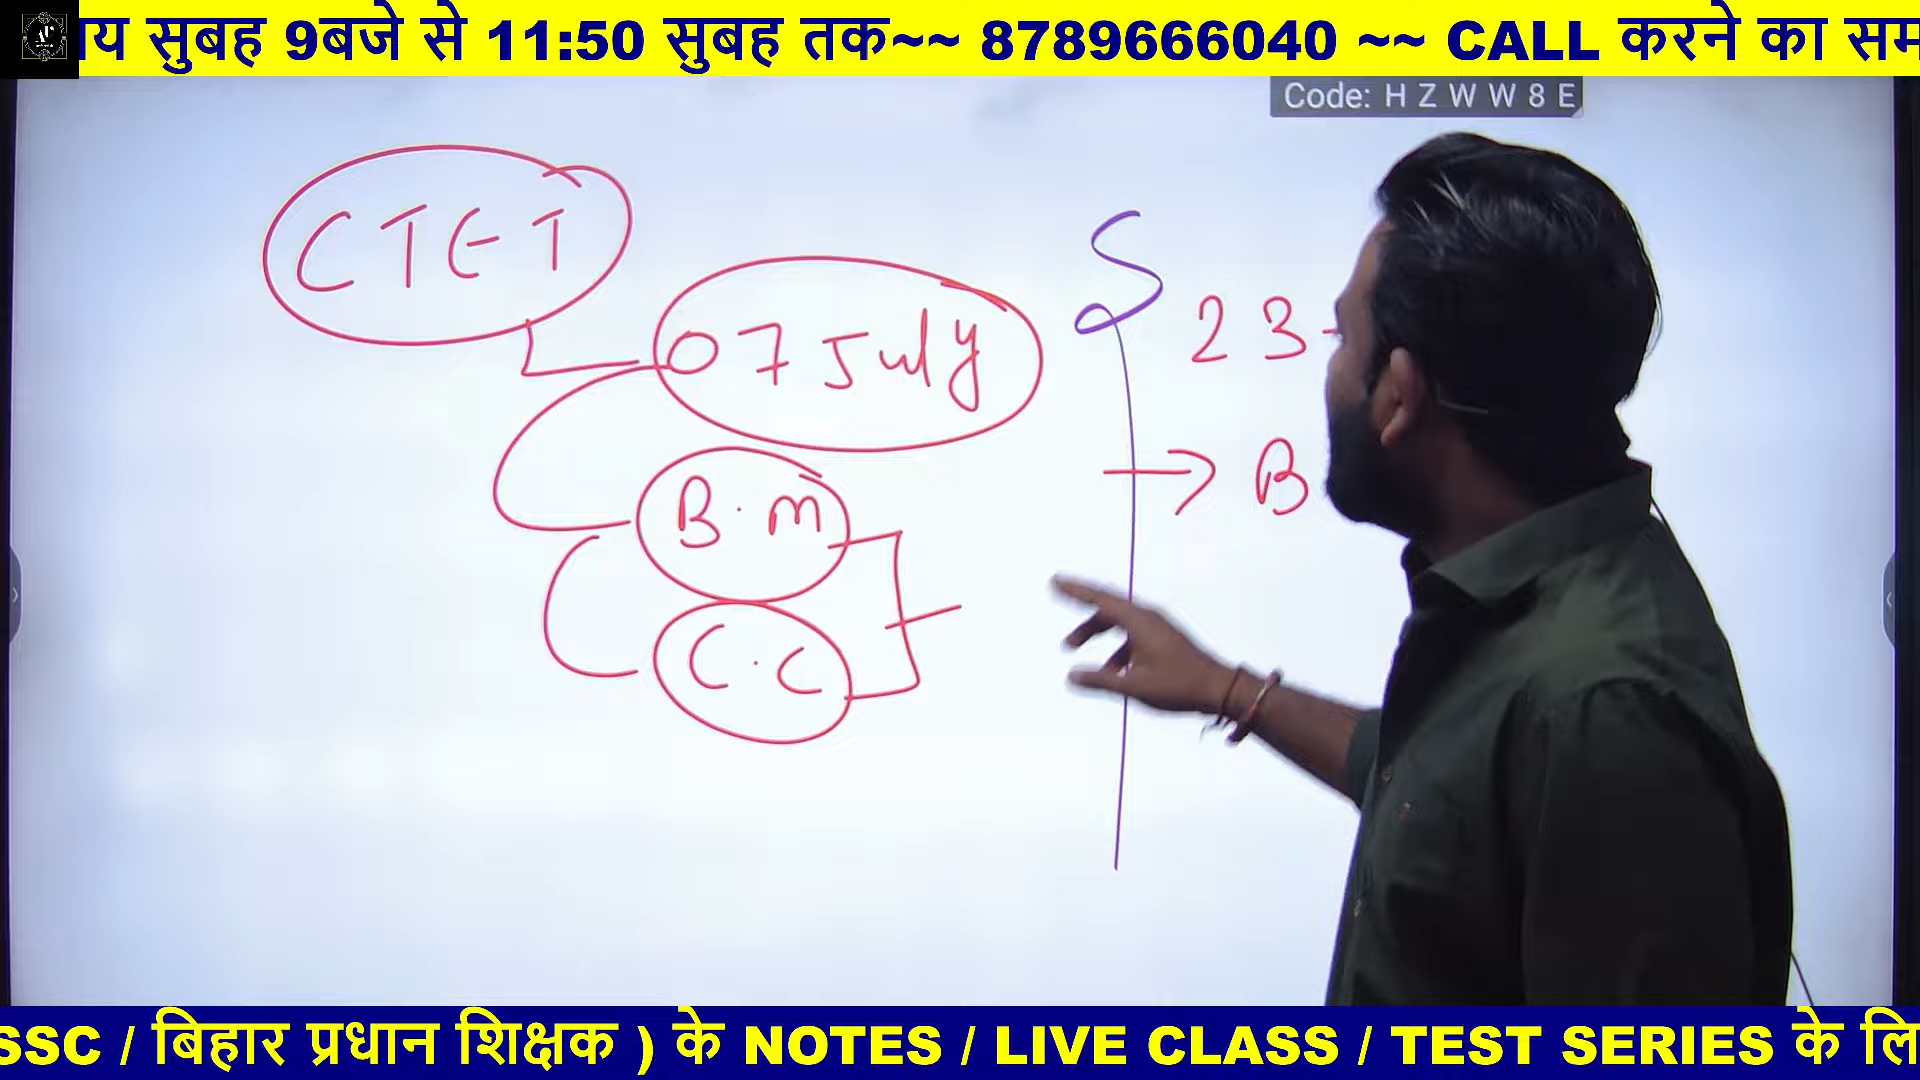 य सुबह 9बजे से 11:50 सुबह तक~~ 8789666040 ~~ CALL करने का सम
Code: H Z W W 8 E
CTET
07 July
23
B
B.M
C.C
SSC / बिहार प्रधान शिक्षक ) के NOTES / LIVE CLASS / TEST SERIES के लि